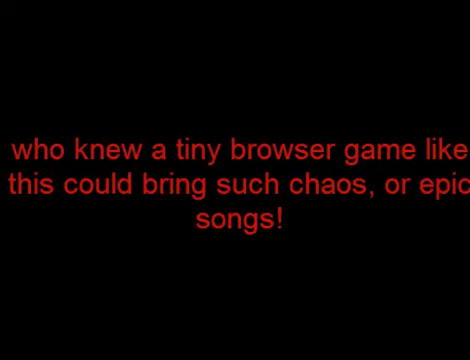 who knew a tiny browser game like
this could bring such chaos, or epic
songs!